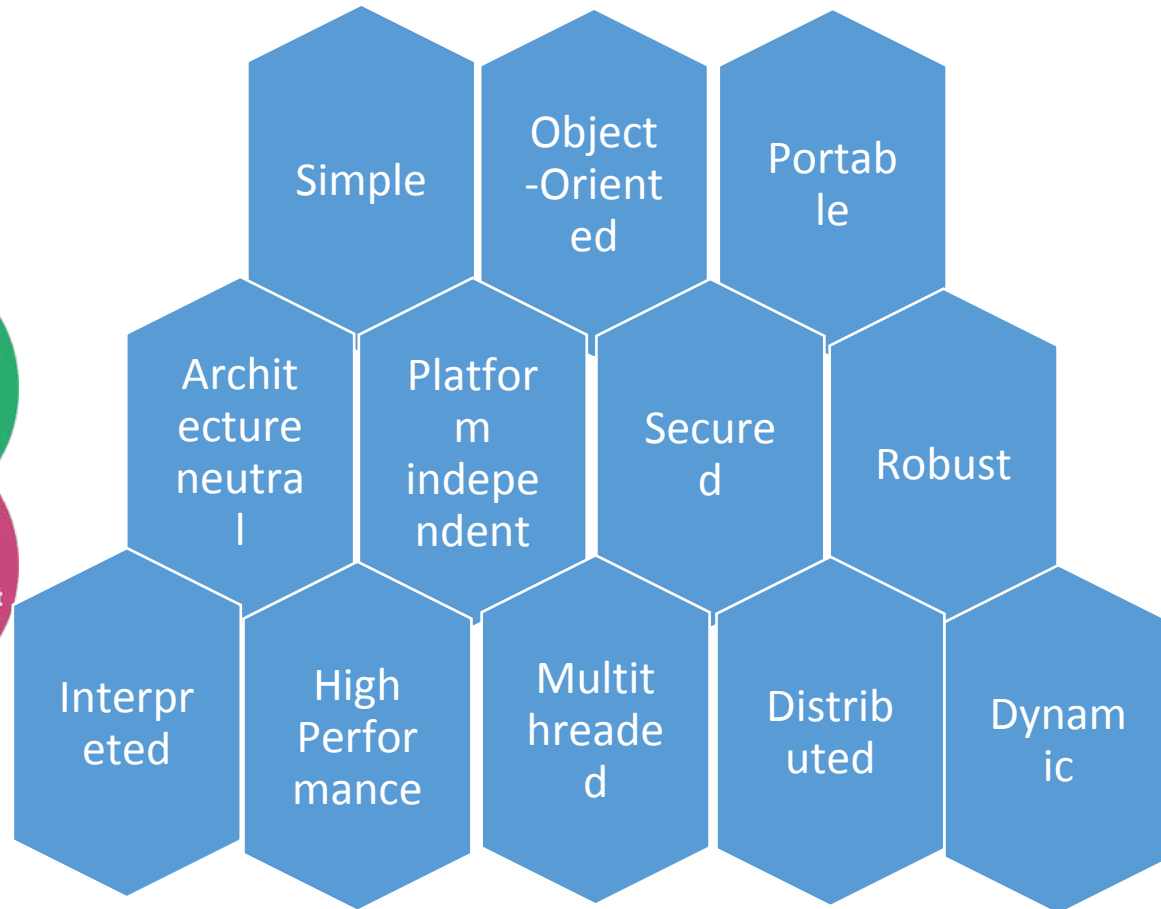 Simple
Object
-Orient
ed
Portab
le
Archit
ecture
neutra
l
Platfor
m
indepe
ndent
Secure
d
Robust
Interpr
eted
High
Perfor
mance
Multit
hreade
d
Distrib
uted
Dynam
ic